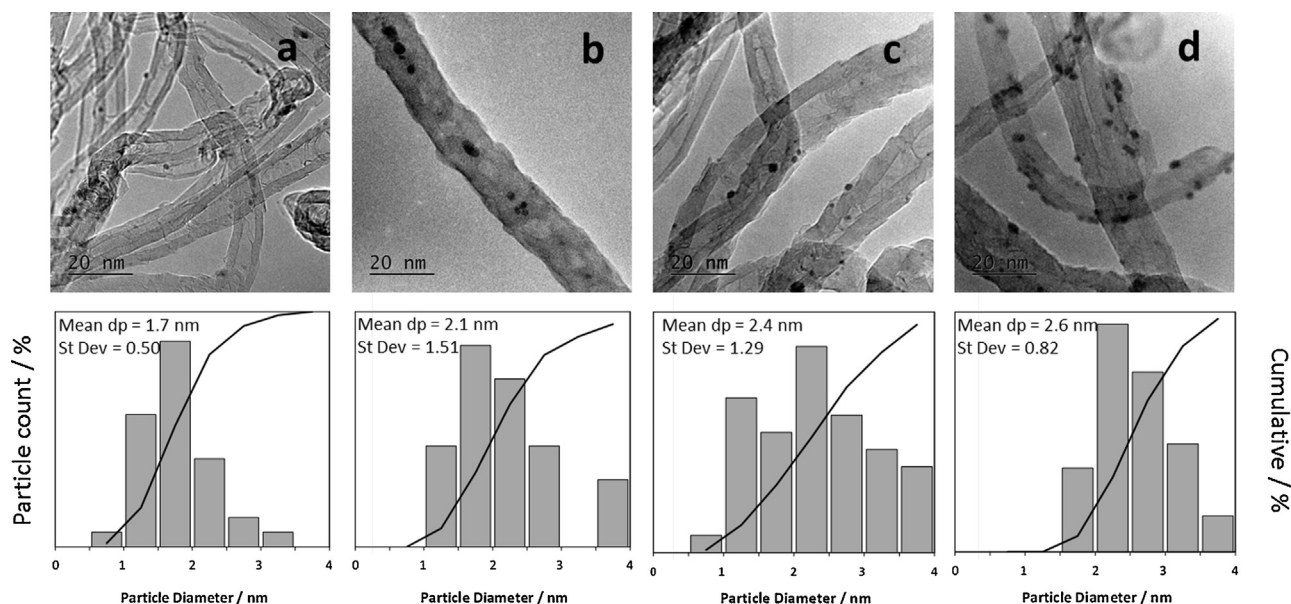 a
b
c
d
20 nm
20 nm
20 nm
20 nm
Particle count / %
Mean dp = 1.7 nm
St Dev = 0.50
Mean dp = 2.1 nm
St Dev = 1.51
Mean dp = 2.4 nm
St Dev = 1.29
Mean dp = 2.6 nm
St Dev = 0.82
Cumulative / %
0 1 2 3 4
0 1 2 3 4
0 1 2 3 4
0 1 2 3 4
Particle Diameter / nm
Particle Diameter / nm
Particle Diameter / nm
Particle Diameter / nm